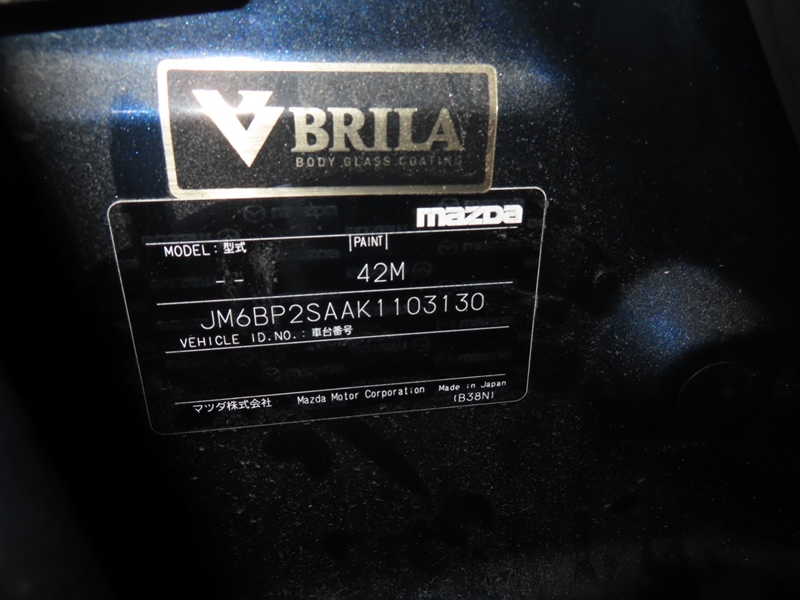 BRILA
BODY GLASS COATING
mazda
MODEL: 型式 |PAINT|
-- 42M
JM6BP2SAAK1103130
VEHICLE ID.NO.: 車台番号
マツダ株式会社 Mazda Motor Corporation Made in Japan
(B38N)